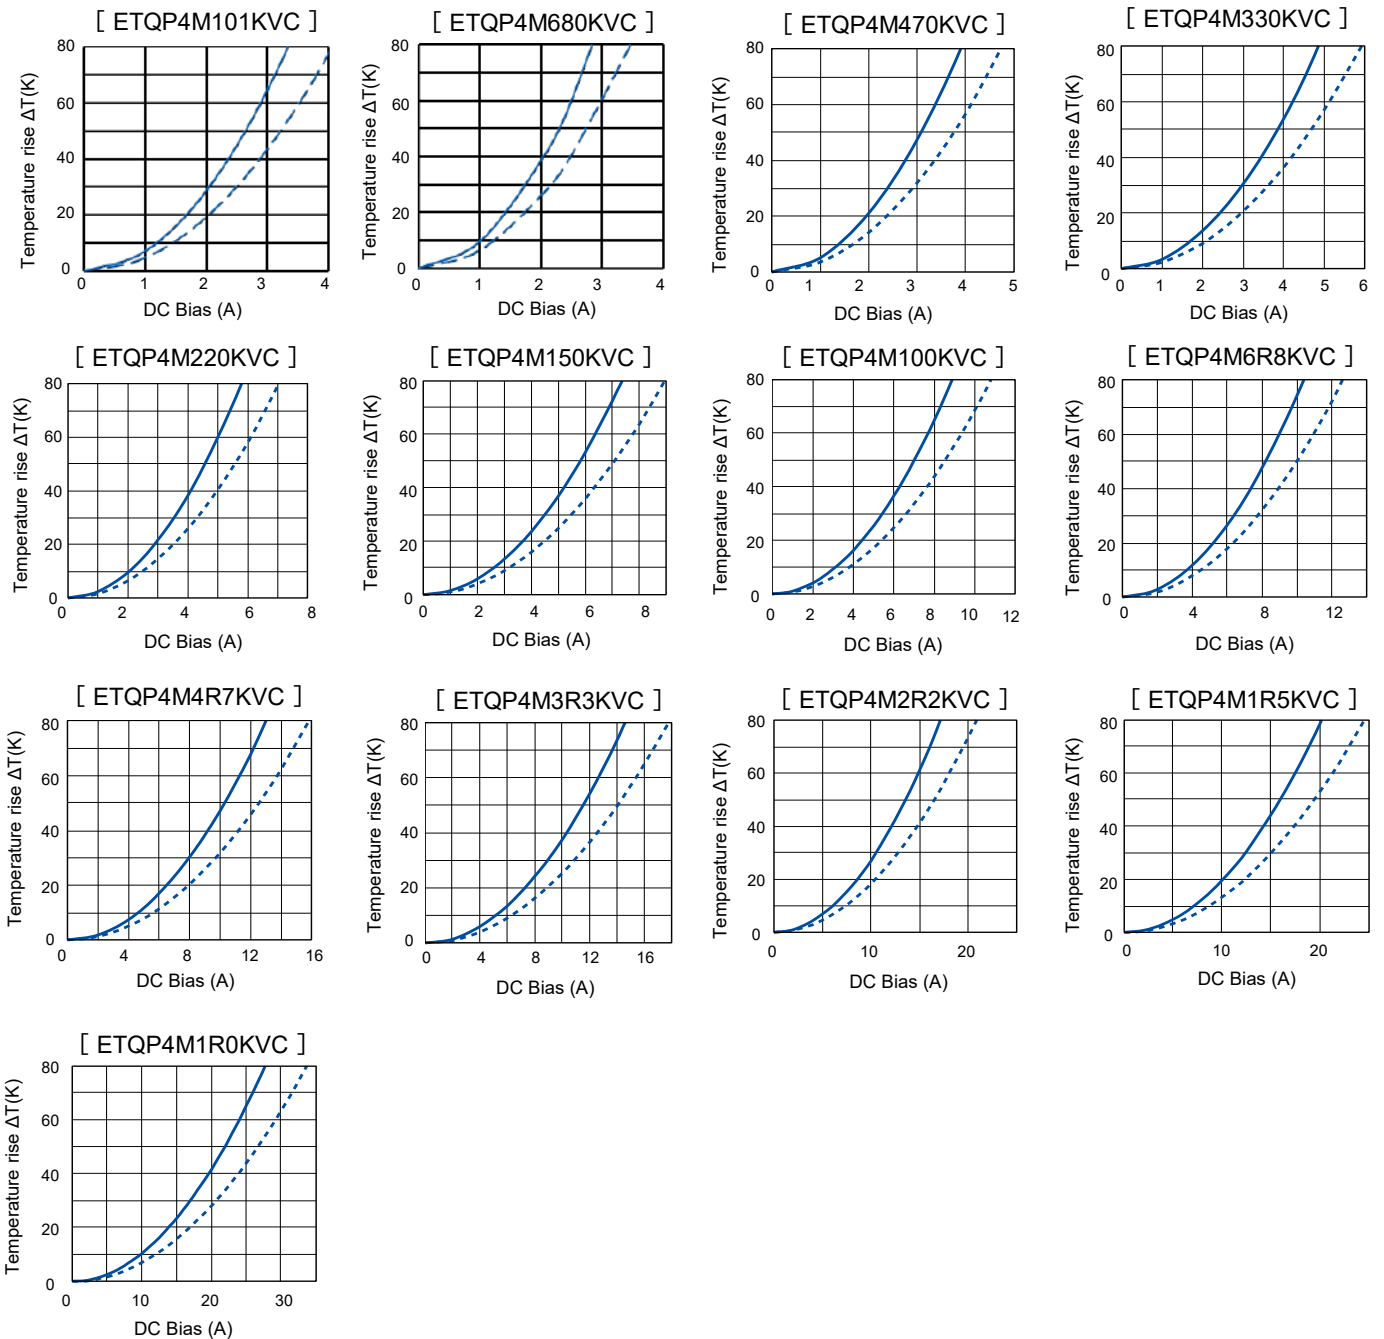 [ ETQP4M101KVC ]
Temperature rise ΔT(K)
80
60
40
20
0
0 1 2 3 4
DC Bias (A)
[ ETQP4M680KVC ]
Temperature rise ΔT(K)
80
60
40
20
0
0 1 2 3 4
DC Bias (A)
[ ETQP4M470KVC ]
Temperature rise ΔT(K)
80
60
40
20
0
0 1 2 3 4 5
DC Bias (A)
[ ETQP4M330KVC ]
Temperature rise ΔT(K)
80
60
40
20
0
0 1 2 3 4 5 6
DC Bias (A)
[ ETQP4M220KVC ]
Temperature rise ΔT(K)
80
60
40
20
0
0 2 4 6 8
DC Bias (A)
[ ETQP4M150KVC ]
Temperature rise ΔT(K)
80
60
40
20
0
0 2 4 6 8
DC Bias (A)
[ ETQP4M100KVC ]
Temperature rise ΔT(K)
80
60
40
20
0
0 2 4 6 8 10 12
DC Bias (A)
[ ETQP4M6R8KVC ]
Temperature rise ΔT(K)
80
60
40
20
0
0 4 8 12
DC Bias (A)
[ ETQP4M4R7KVC ]
Temperature rise ΔT(K)
80
60
40
20
0
0 4 8 12 16
DC Bias (A)
[ ETQP4M3R3KVC ]
Temperature rise ΔT(K)
80
60
40
20
0
0 4 8 12 16
DC Bias (A)
[ ETQP4M2R2KVC ]
Temperature rise ΔT(K)
80
60
40
20
0
0 10 20
DC Bias (A)
[ ETQP4M1R5KVC ]
Temperature rise ΔT(K)
80
60
40
20
0
0 10 20
DC Bias (A)
[ ETQP4M1R0KVC ]
Temperature rise ΔT(K)
80
60
40
20
0
0 10 20 30
DC Bias (A)